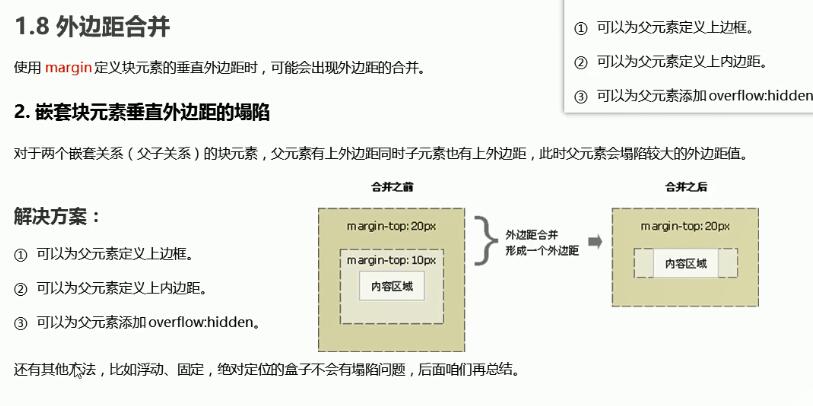 1.8 外边距合并
使用 margin 定义块元素的垂直外边距时，可能会出现外边距的合并。
① 可以为父元素定义上边框。
② 可以为父元素定义上内边距。
③ 可以为父元素添加 overflow:hidden
2. 嵌套块元素垂直外边距的塌陷
对于两个嵌套关系（父子关系）的块元素，父元素有上外边距同时子元素也有上外边距，此时父元素会塌陷较大的外边距值。
解决方案：
① 可以为父元素定义上边框。
② 可以为父元素定义上内边距。
③ 可以为父元素添加 overflow:hidden。
合并之前
margin-top: 20px
margin-top: 10px
内容区域
外边距合并
形成一个外边距
合并之后
margin-top: 20px
内容区域
还有其他方法，比如浮动、固定，绝对定位的盒子不会有塌陷问题，后面咱们再总结。